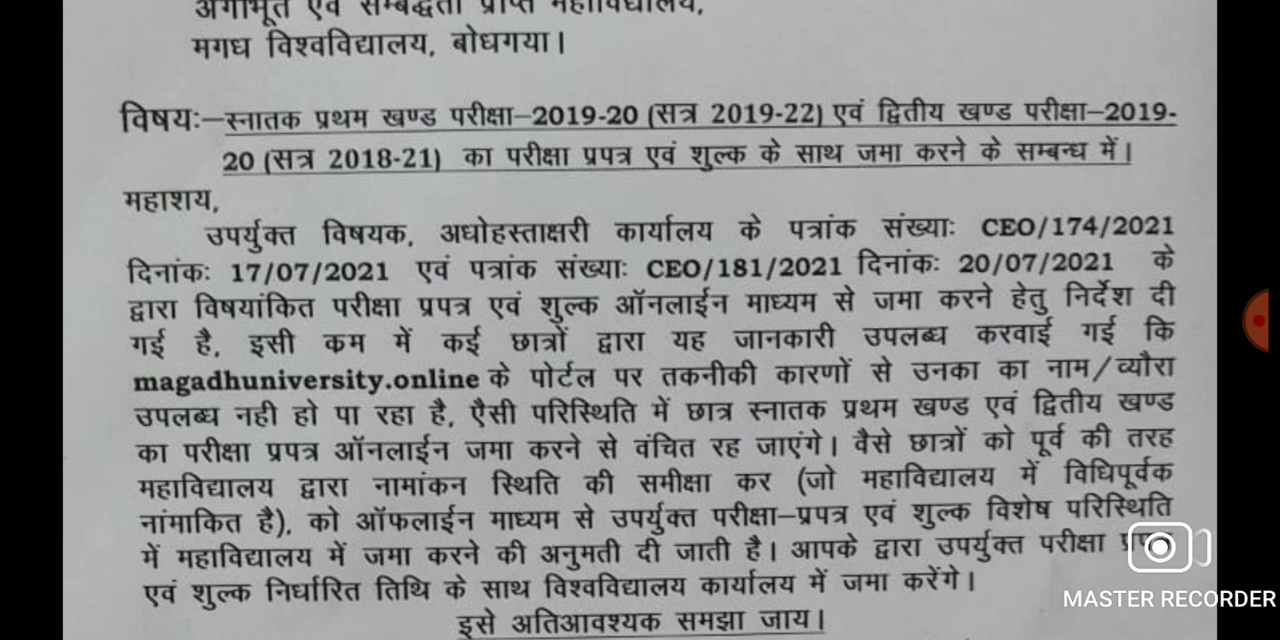 अंगीभूत एवं सम्बद्धता प्राप्त महाविद्यालय,
मगध विश्वविद्यालय, बोधगया।
विषय:–स्नातक प्रथम खण्ड परीक्षा–2019-20 (सत्र 2019-22) एवं द्वितीय खण्ड परीक्षा–2019-
20 (सत्र 2018-21) का परीक्षा प्रपत्र एवं शुल्क के साथ जमा करने के सम्बन्ध में।
महाशय,
उपर्युक्त विषयक, अधोहस्ताक्षरी कार्यालय के पत्रांक संख्याः CEO/174/2021
दिनांकः 17/07/2021 एवं पत्रांक संख्याः CEO/181/2021 दिनांकः 20/07/2021 के
द्वारा विषयांकित परीक्षा प्रपत्र एवं शुल्क ऑनलाईन माध्यम से जमा करने हेतु निर्देश दी
गई है, इसी कम में कई छात्रों द्वारा यह जानकारी उपलब्ध करवाई गई कि
magadhuniversity.online के पोर्टल पर तकनीकी कारणों से उनका का नाम/व्यौरा
उपलब्ध नही हो पा रहा है, ऐसी परिस्थिति में छात्र स्नातक प्रथम खण्ड एवं द्वितीय खण्ड
का परीक्षा प्रपत्र ऑनलाईन जमा करने से वंचित रह जाएंगे। वैसे छात्रों को पूर्व की तरह
महाविद्यालय द्वारा नामांकन स्थिति की समीक्षा कर (जो महाविद्यालय में विधिपूर्वक
नांमाकित है), को ऑफलाईन माध्यम से उपर्युक्त परीक्षा–प्रपत्र एवं शुल्क विशेष परिस्थिति
में महाविद्यालय में जमा करने की अनुमती दी जाती है। आपके द्वारा उपर्युक्त परीक्षा प्रपत्र
एवं शुल्क निर्धारित तिथि के साथ विश्वविद्यालय कार्यालय में जमा करेंगे।
इसे अतिआवश्यक समझा जाय।
MASTER RECORDER